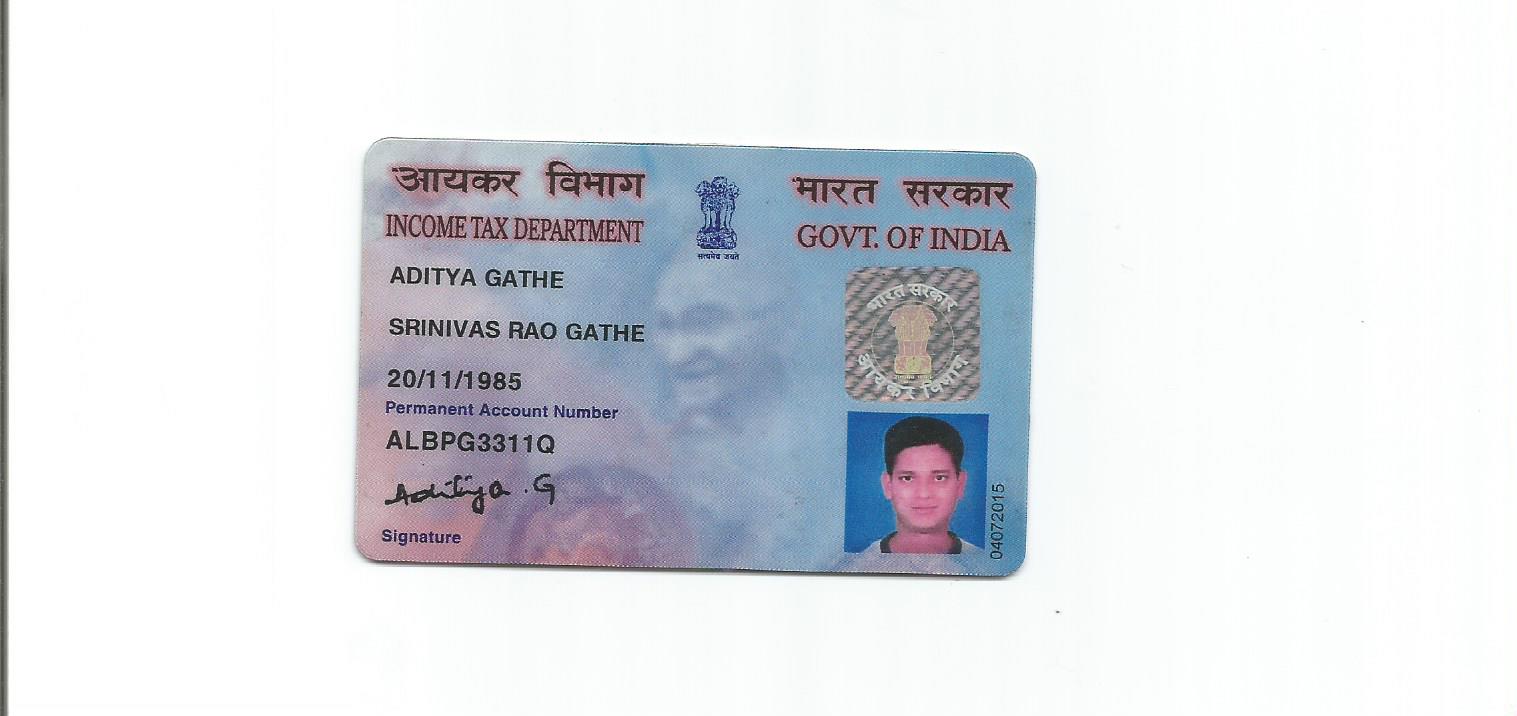 आयकर विभाग
INCOME TAX DEPARTMENT
सत्यमेव जयते
भारत सरकार
GOVT. OF INDIA
ADITYA GATHE
SRINIVAS RAO GATHE
20/11/1985
Permanent Account Number
ALBPG3311Q
Aditiya . G
Signature
भारत सरकार
आयकर विभाग
04072015